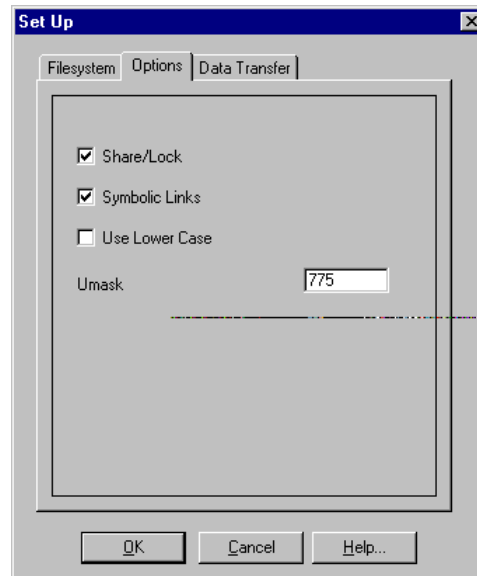 Set Up
Filesystem Options Data Transfer
Share/Lock
Symbolic Links
Use Lower Case
Umask 775
OK Cancel Help...